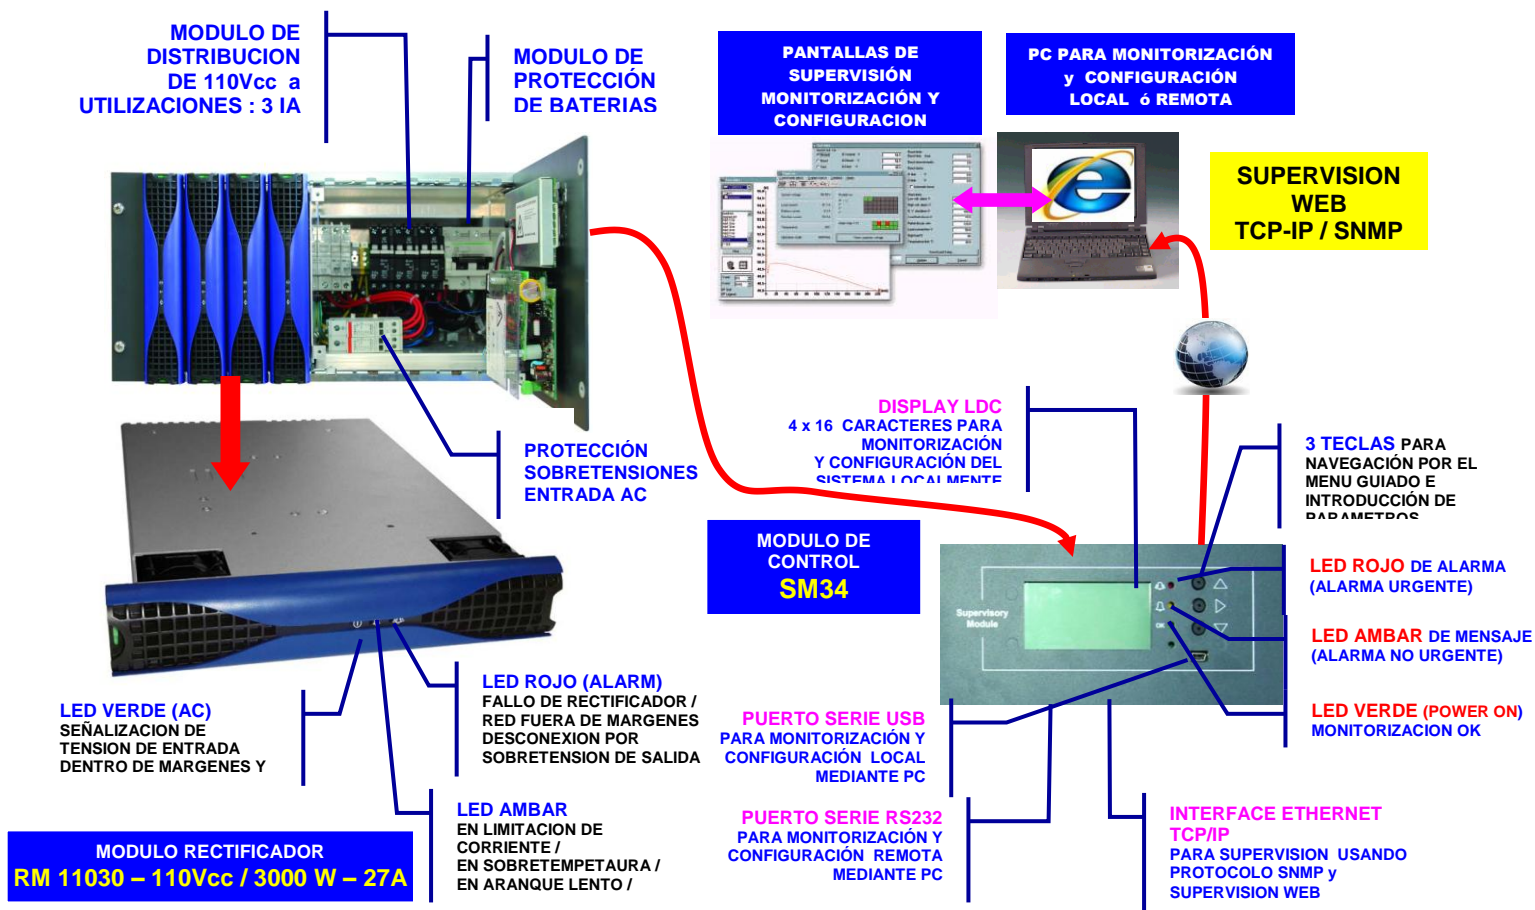 MODULO DE
DISTRIBUCION
DE 110Vcc a
UTILIZACIONES : 3 IA
MODULO DE
PROTECCIÓN
DE BATERIAS
PANTALLAS DE
SUPERVISIÓN
MONITORIZACIÓN Y
CONFIGURACION
PC PARA MONITORIZACIÓN
y CONFIGURACIÓN
LOCAL ó REMOTA
SUPERVISION
WEB
TCP-IP / SNMP
PROTECCIÓN
SOBRETENSIONES
ENTRADA AC
DISPLAY LDC
4 x 16 CARACTERES PARA
MONITORIZACIÓN
Y CONFIGURACIÓN DEL
SISTEMA LOCALMENTE
3 TECLAS PARA
NAVEGACIÓN POR EL
MENU GUIADO E
INTRODUCCIÓN DE
PARAMETROS
MODULO DE
CONTROL
SM34
Supervisory
Module
OK
LED ROJO DE ALARMA
(ALARMA URGENTE)
LED AMBAR DE MENSAJE
(ALARMA NO URGENTE)
LED VERDE (POWER ON)
MONITORIZACION OK
LED VERDE (AC)
SEÑALIZACION DE
TENSION DE ENTRADA
DENTRO DE MARGENES Y
LED ROJO (ALARM)
FALLO DE RECTIFICADOR /
RED FUERA DE MARGENES
DESCONEXION POR
SOBRETENSION DE SALIDA
LED AMBAR
EN LIMITACION DE
CORRIENTE /
EN SOBRETEMPETAURA /
EN ARANQUE LENTO /
PUERTO SERIE USB
PARA MONITORIZACIÓN Y
CONFIGURACIÓN LOCAL
MEDIANTE PC
PUERTO SERIE RS232
PARA MONITORIZACIÓN Y
CONFIGURACIÓN REMOTA
MEDIANTE PC
INTERFACE ETHERNET
TCP/IP
PARA SUPERVISION USANDO
PROTOCOLO SNMP y
SUPERVISION WEB
MODULO RECTIFICADOR
RM 11030 – 110Vcc / 3000 W – 27A